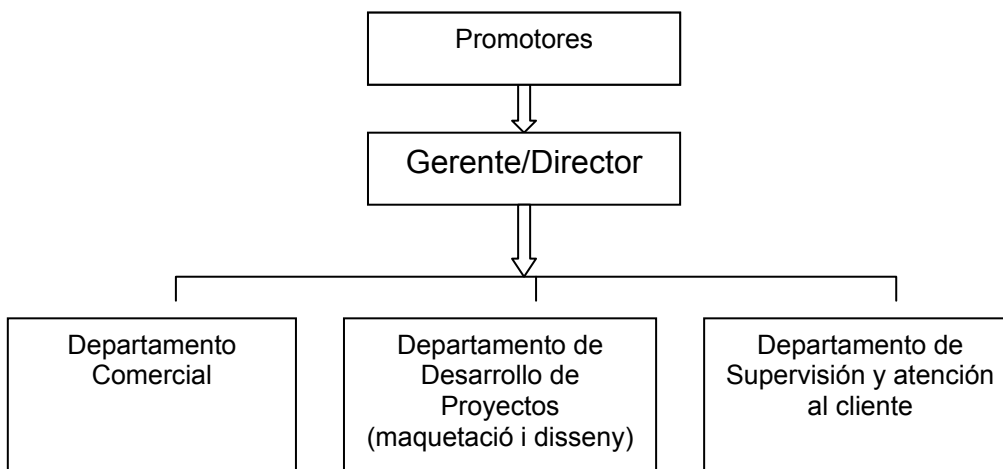 Promotores
Gerente/Director
Departamento
Comercial
Departamento de
Desarrollo de
Proyectos
(maquetació i disseny)
Departamento de
Supervisión y atención
al cliente